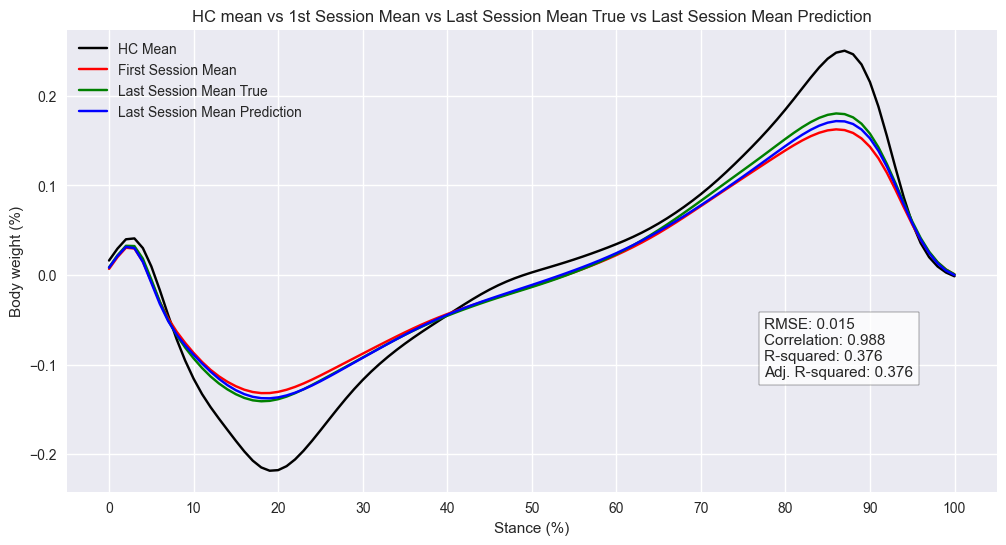 HC mean vs 1st Session Mean vs Last Session Mean True vs Last Session Mean Prediction
HC Mean
First Session Mean
Last Session Mean True
Last Session Mean Prediction
Body weight (%)
0.2
0.1
0.0
−0.1
−0.2
RMSE: 0.015
Correlation: 0.988
R-squared: 0.376
Adj. R-squared: 0.376
0 10 20 30 40 50 60 70 80 90 100
Stance (%)